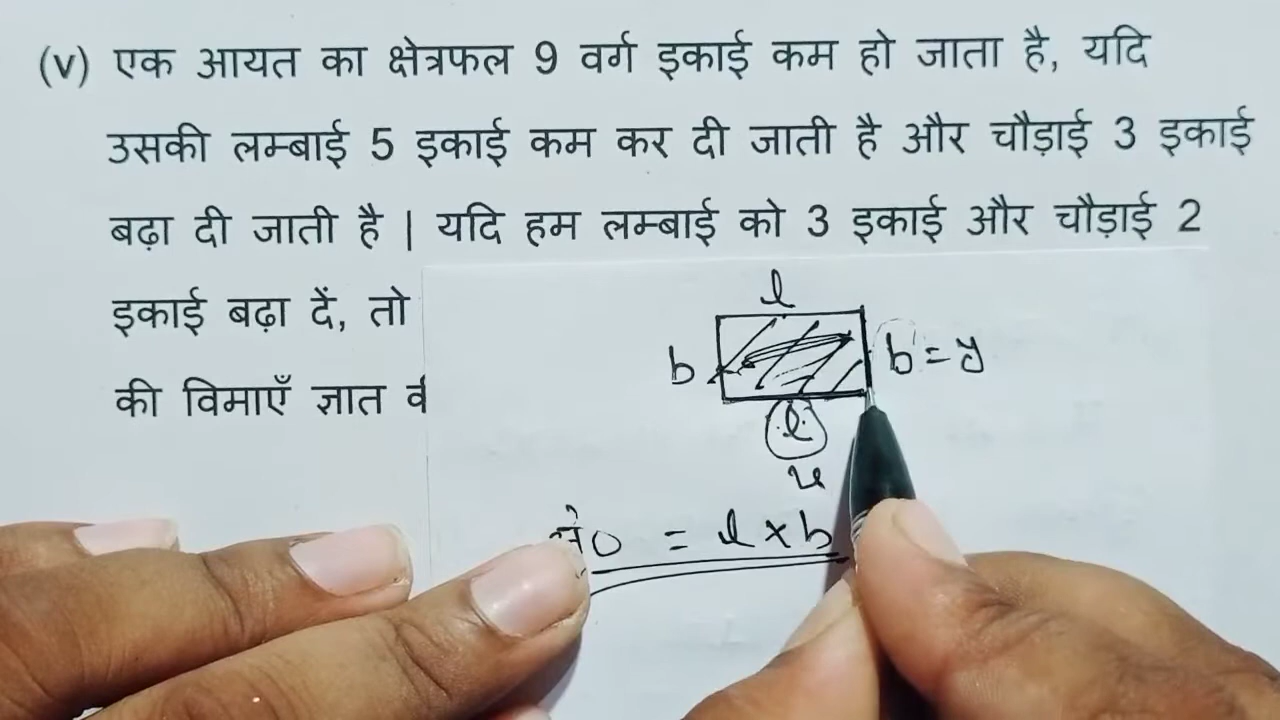 (v) एक आयत का क्षेत्रफल 9 वर्ग इकाई कम हो जाता है, यदि
उसकी लम्बाई 5 इकाई कम कर दी जाती है और चौड़ाई 3 इकाई
बढ़ा दी जाती है | यदि हम लम्बाई को 3 इकाई और चौड़ाई 2
इकाई बढ़ा दें, तो
की विमाएँ ज्ञात
l
b
b = y
l
x
= l × b